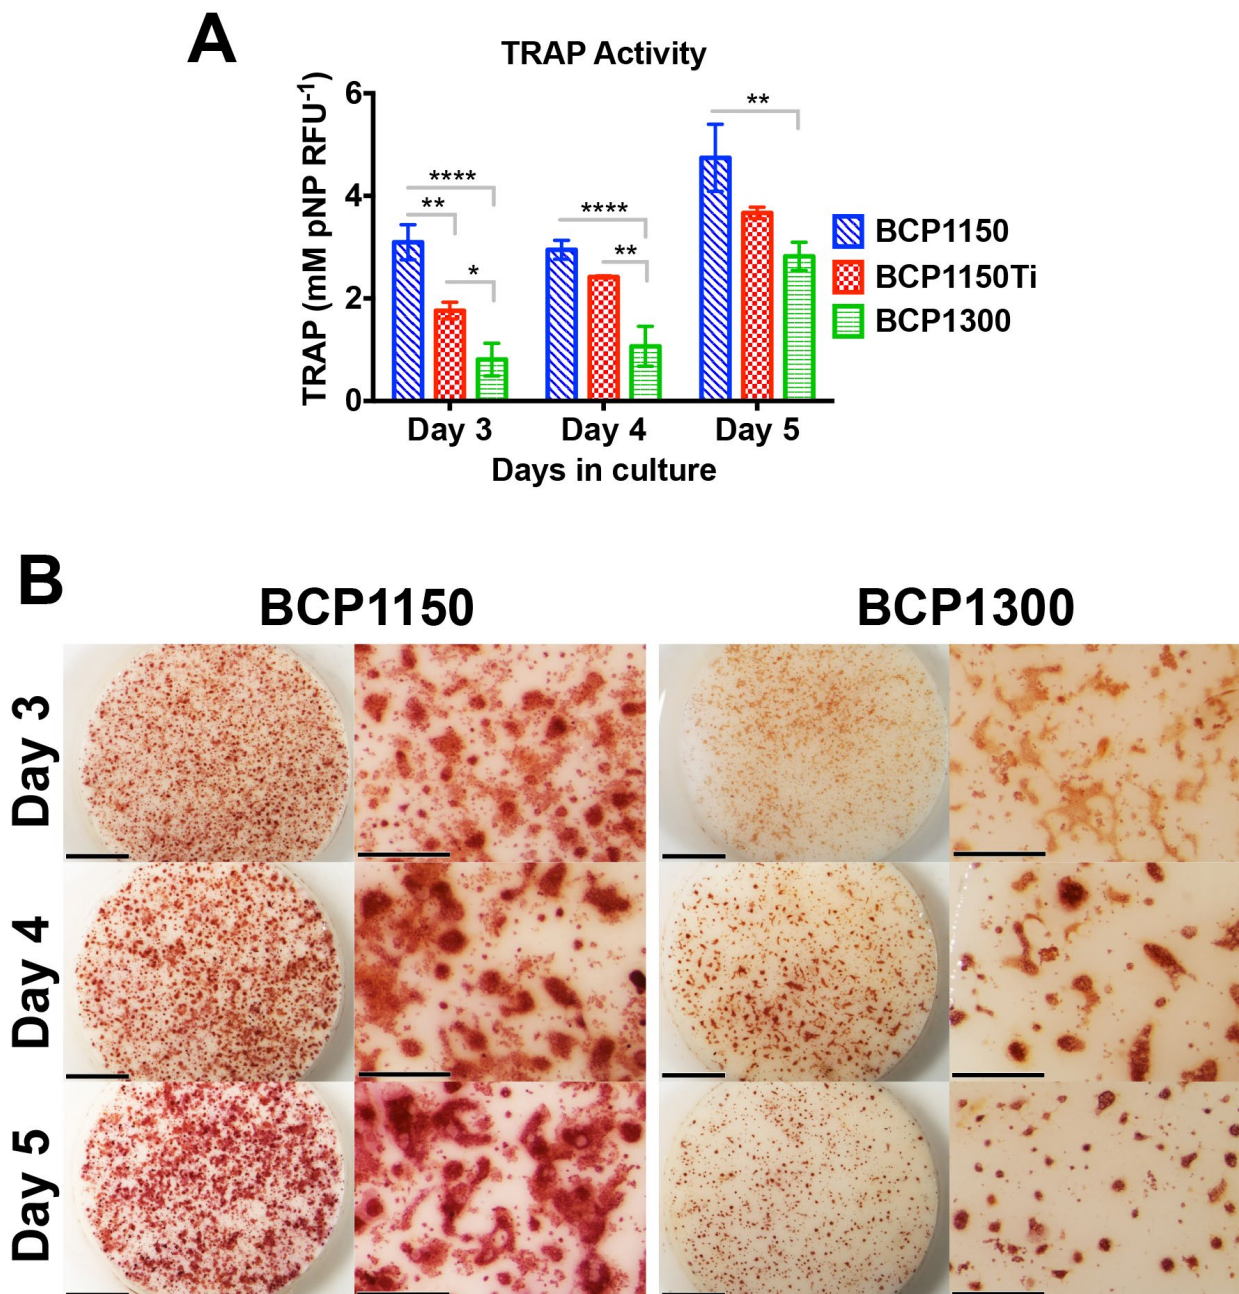 A
TRAP Activity
TRAP (mM pNP RFU⁻¹)
6
4
2
0
****
**
*
****
**
**
Day 3
Day 4
Day 5
Days in culture
BCP1150
BCP1150Ti
BCP1300
B
BCP1150
BCP1300
Day 3
Day 4
Day 5